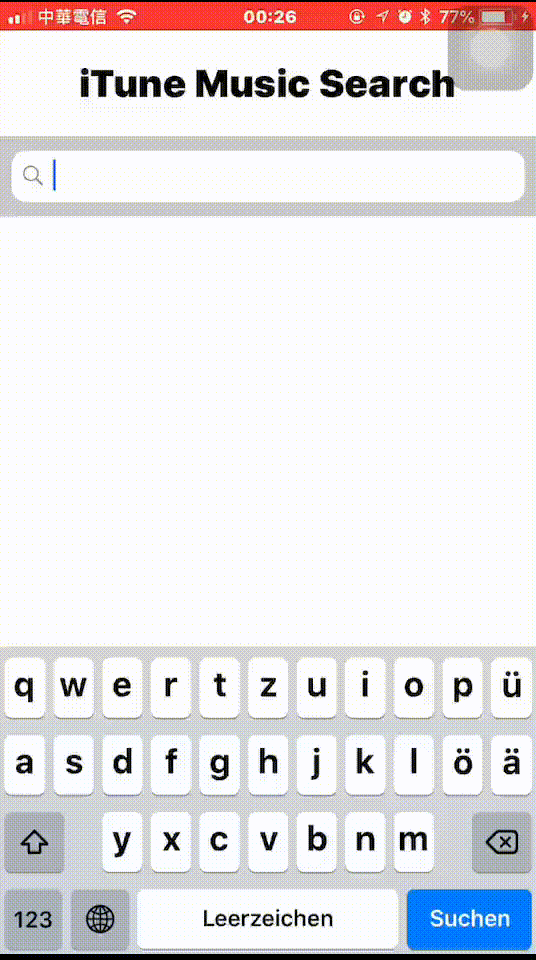 中華電信 00:26 77%
iTune Music Search
q w e r t z u i o p ü
a s d f g h j k l ö ä
y x c v b n m
123 Leerzeichen Suchen